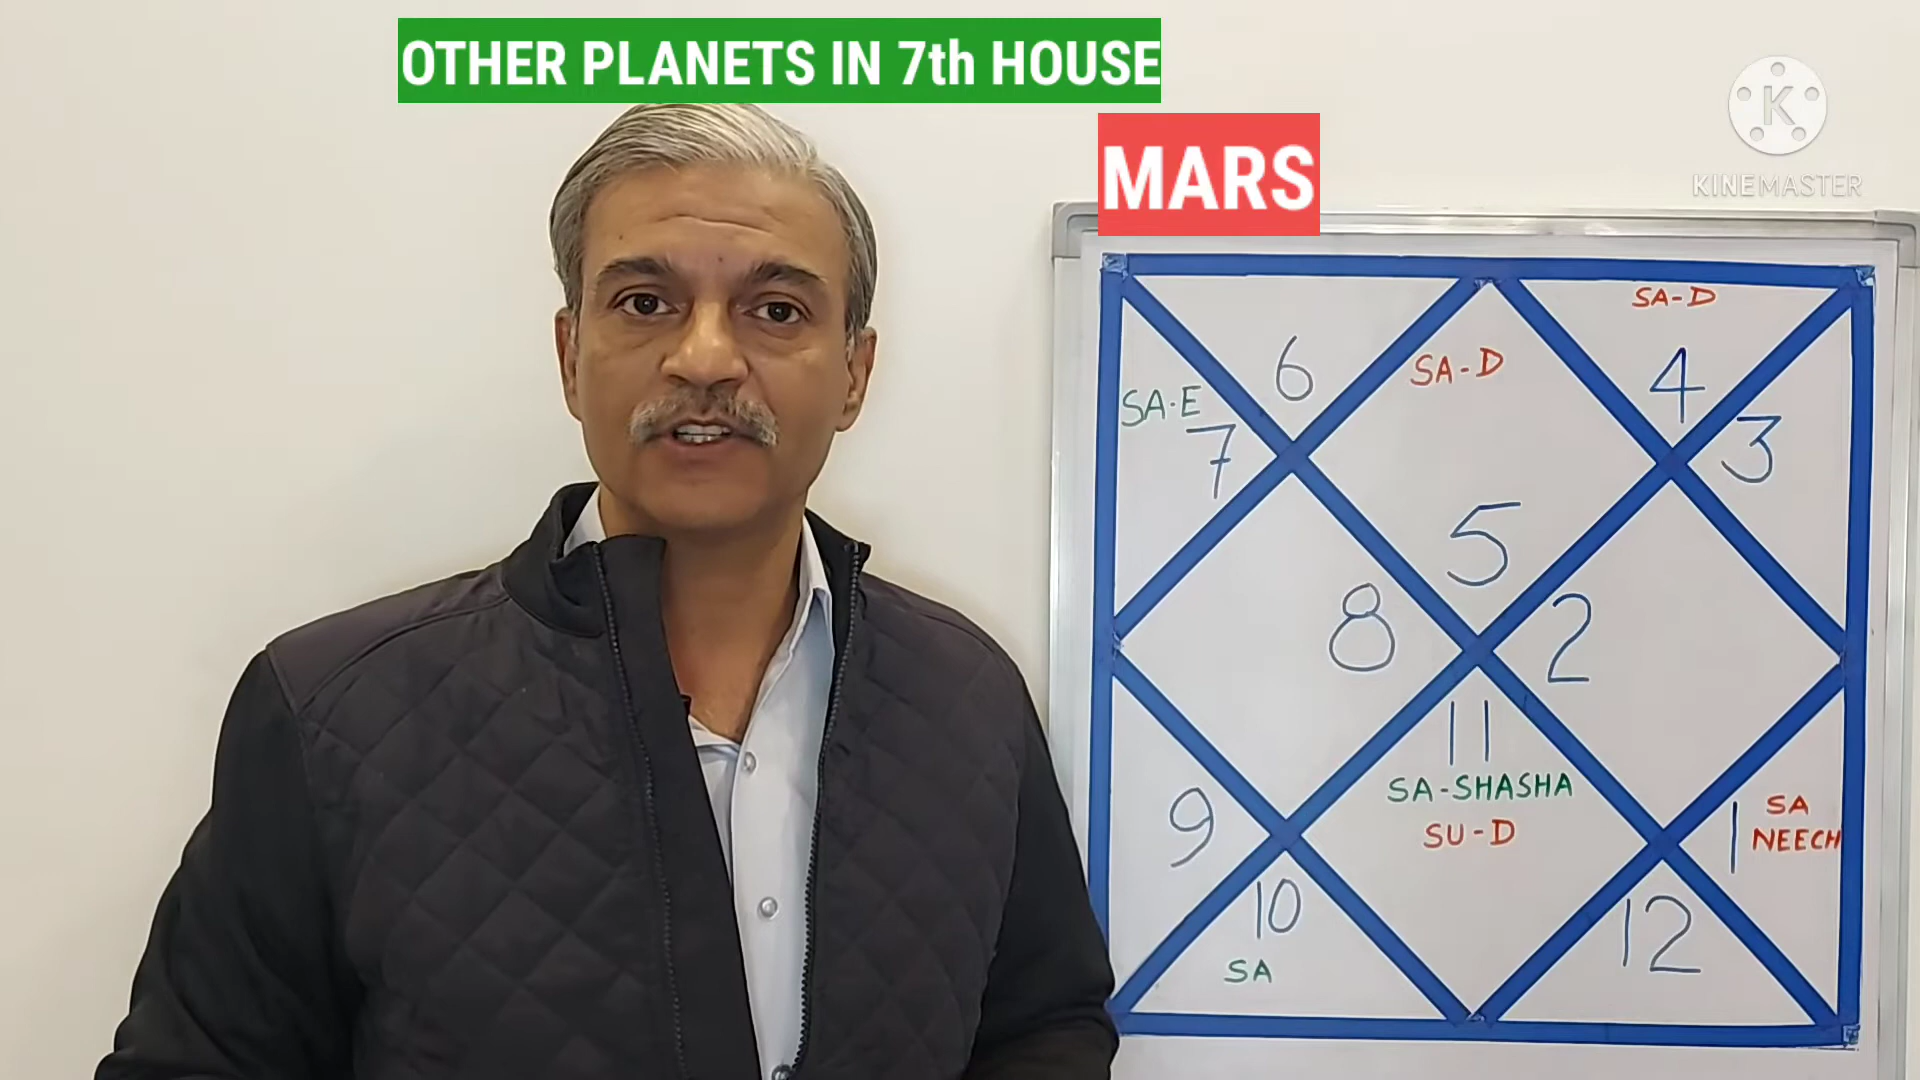 OTHER PLANETS IN 7th HOUSE
MARS
K
KINEMASTER
SA-D
6
SA-D
4
SA-E
7
3
5
8
2
11
SA-SHASHA
SU-D
9
1
SA
NEECH
10
SA
12